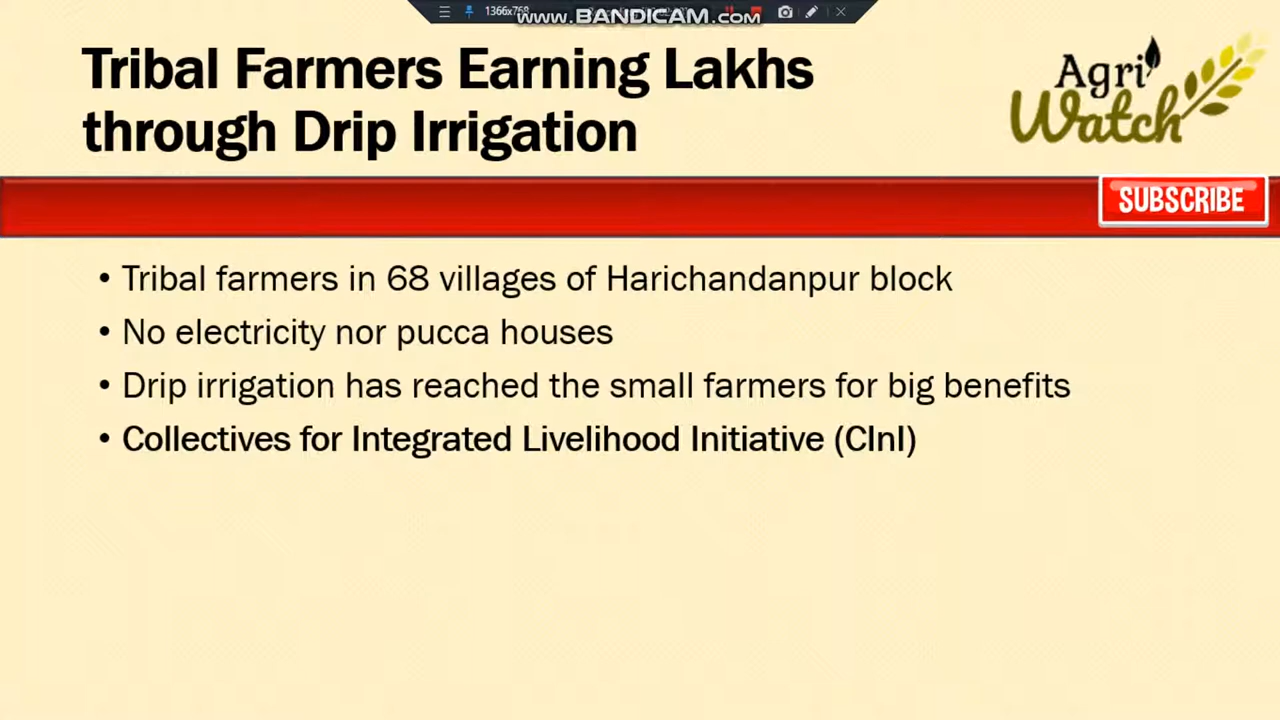 1366x768
www.BANDICAM.com
Tribal Farmers Earning Lakhs
through Drip Irrigation
Agri
Watch
SUBSCRIBE
• Tribal farmers in 68 villages of Harichandanpur block
• No electricity nor pucca houses
• Drip irrigation has reached the small farmers for big benefits
• Collectives for Integrated Livelihood Initiative (CInI)